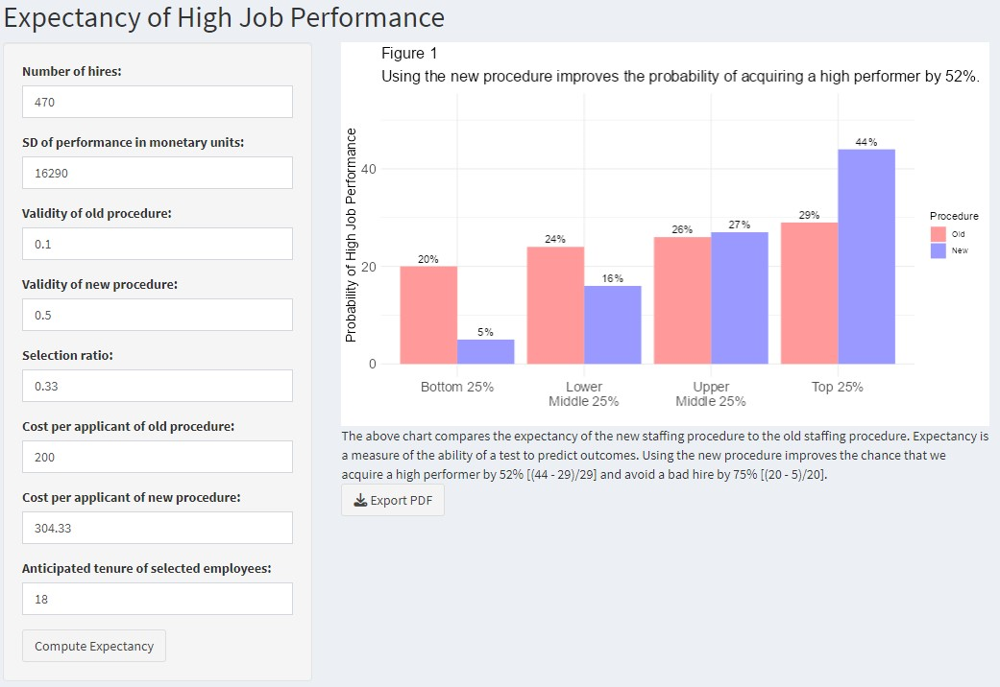 Expectancy of High Job Performance
Number of hires:
470
SD of performance in monetary units:
16290
Validity of old procedure:
0.1
Validity of new procedure:
0.5
Selection ratio:
0.33
Cost per applicant of old procedure:
200
Cost per applicant of new procedure:
304.33
Anticipated tenure of selected employees:
18
Compute Expectancy
Figure 1
Using the new procedure improves the probability of acquiring a high performer by 52%.
Probability of High Job Performance
40
20
0
20%
5%
24%
16%
26%
27%
29%
44%
Bottom 25%
Lower
Middle 25%
Upper
Middle 25%
Top 25%
Procedure
Old
New
The above chart compares the expectancy of the new staffing procedure to the old staffing procedure. Expectancy is
a measure of the ability of a test to predict outcomes. Using the new procedure improves the chance that we
acquire a high performer by 52% [(44 - 29)/29] and avoid a bad hire by 75% [(20 - 5)/20].
Export PDF